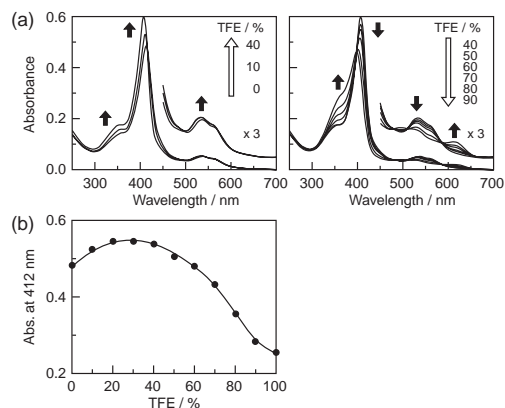 (a)
0.6
0.4
0.2
0.0
Absorbance
TFE / %
40
10
0
x 3
300 400 500 600 700
Wavelength / nm
TFE / %
40
50
60
70
80
90
x 3
300 400 500 600 700
Wavelength / nm
(b)
0.6
0.4
0.2
Abs. at 412 nm
0 20 40 60 80 100
TFE / %